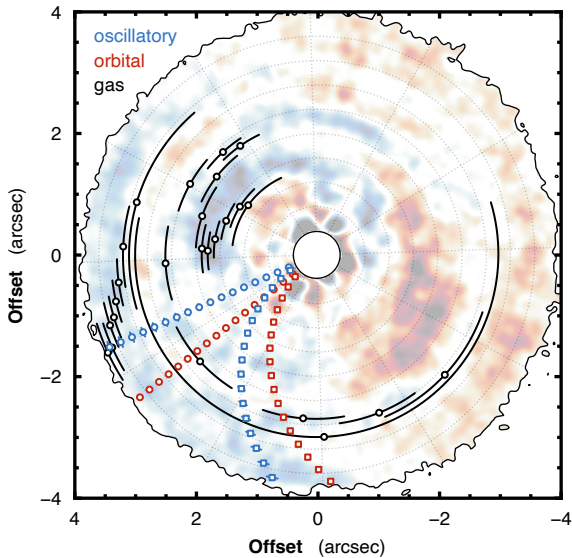 4
oscillatory
orbital
gas
2
0
−2
−4
Offset (arcsec)
4 2 0 −2 −4
Offset (arcsec)